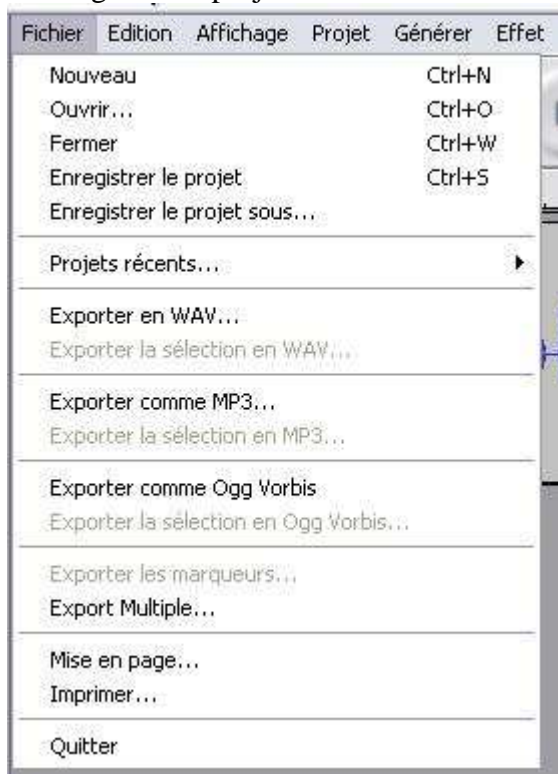 Fichier Edition Affichage Projet Générer Effet
Nouveau Ctrl+N
Ouvrir... Ctrl+O
Fermer Ctrl+W
Enregistrer le projet Ctrl+S
Enregistrer le projet sous...
Projets récents...
Exporter en WAV...
Exporter la sélection en WAV...
Exporter comme MP3...
Exporter la sélection en MP3...
Exporter comme Ogg Vorbis
Exporter la sélection en Ogg Vorbis...
Exporter les marqueurs...
Export Multiple...
Mise en page...
Imprimer...
Quitter